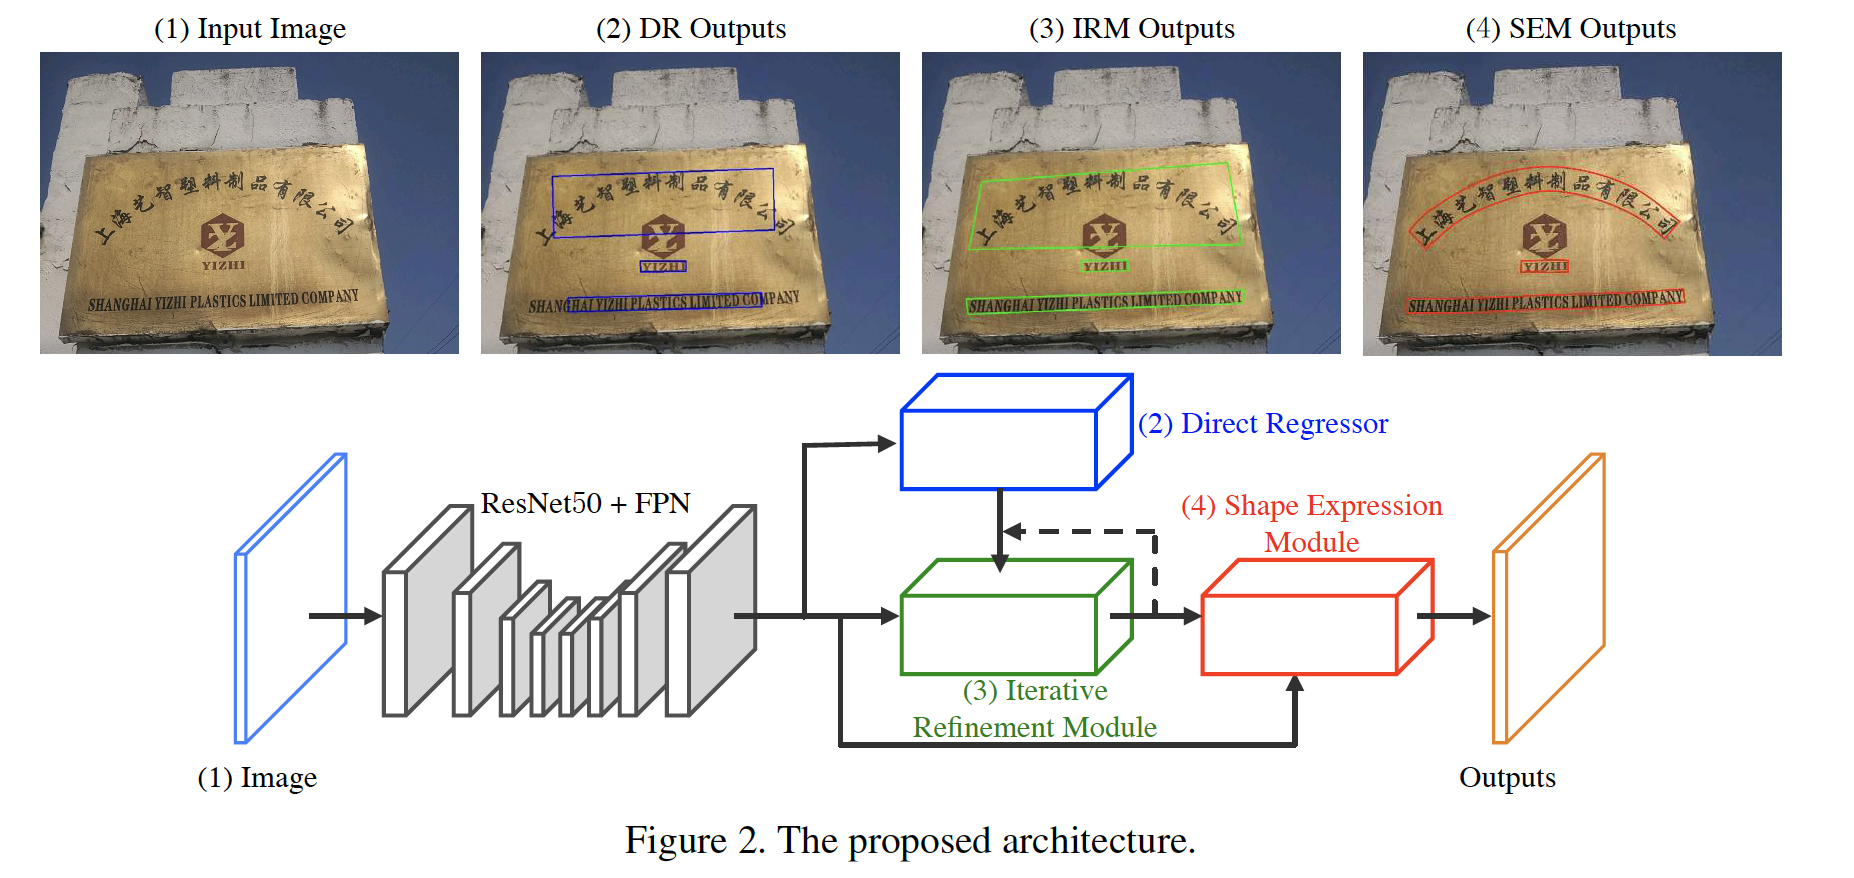 (1) Input Image
(2) DR Outputs
(3) IRM Outputs
(4) SEM Outputs
上海艺智塑料制品有限公司
YIZHI
SHANGHAI YIZHI PLASTICS LIMITED COMPANY
上海艺智塑料制品有限公司
YIZHI
SHANGHAI YIZHI PLASTICS LIMITED COMPANY
上海艺智塑料制品有限公司
YIZHI
SHANGHAI YIZHI PLASTICS LIMITED COMPANY
上海艺智塑料制品有限公司
YIZHI
SHANGHAI YIZHI PLASTICS LIMITED COMPANY
(2) Direct Regressor
ResNet50 + FPN
(4) Shape Expression
Module
(3) Iterative
Refinement Module
(1) Image
Outputs
Figure 2. The proposed architecture.